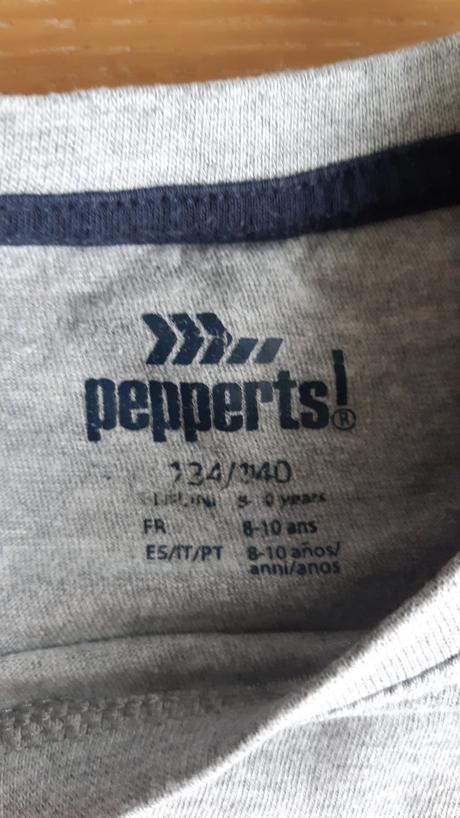 pepperts!®
134/140
years
FR 8-10 ans
ES/IT/PT 8-10 años/
anni/anos